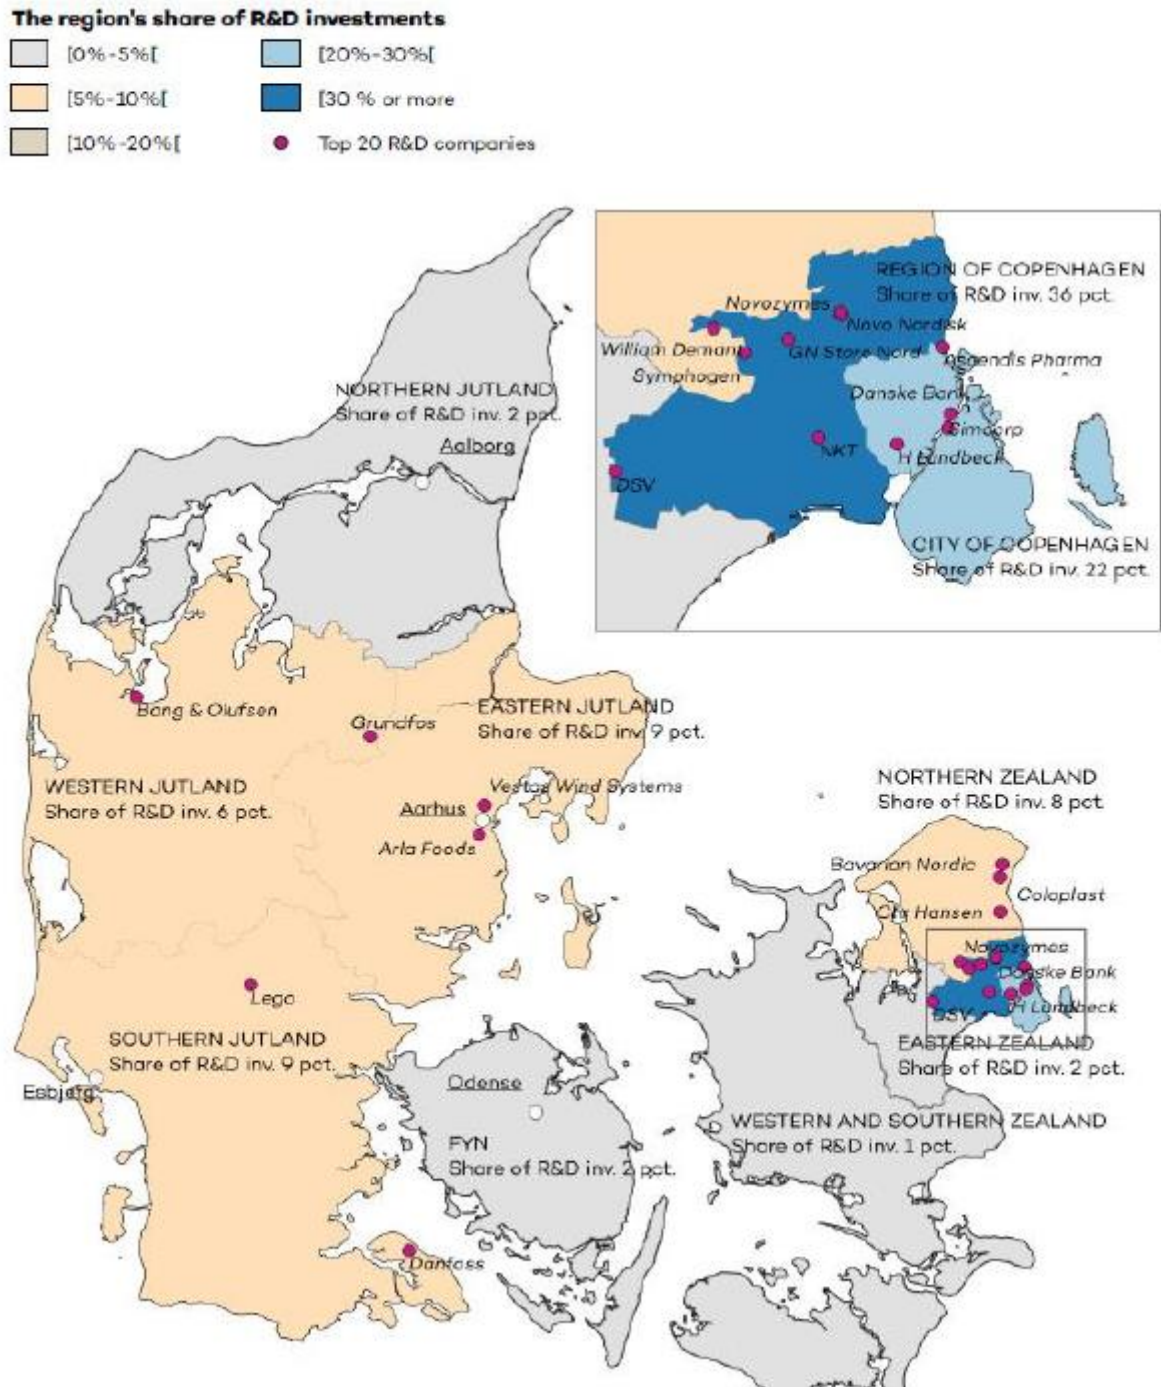 The region's share of R&D investments
[0%-5%[
[20%-30%[
[5%-10%[
[30 % or more
[10%-20%[
Top 20 R&D companies
REGION OF COPENHAGEN
Share of R&D inv. 36 pct.
Novozymes
Novo Nordisk
William Demant
GN Store Nord
Ascendis Pharma
Symphogen
Danske Bank
Simcorp
NKT
H Lundbeck
DSV
CITY OF COPENHAGEN
Share of R&D inv. 22 pct.
NORTHERN JUTLAND
Share of R&D inv. 2 pct.
Aalborg
Bang & Olufsen
Grundfos
EASTERN JUTLAND
Share of R&D inv. 9 pct.
WESTERN JUTLAND
Share of R&D inv. 6 pct.
Vestas Wind Systems
Aarhus
Arla Foods
NORTHERN ZEALAND
Share of R&D inv. 8 pct.
Bavarian Nordic
Coloplast
Chr Hansen
Novozymes
Danske Bank
H Lundbeck
DSV
Lego
SOUTHERN JUTLAND
Share of R&D inv. 9 pct.
Esbjerg
EASTERN ZEALAND
Share of R&D inv. 2 pct.
Odense
FYN
Share of R&D inv. 2 pct.
WESTERN AND SOUTHERN ZEALAND
Share of R&D inv. 1 pct.
Danfoss